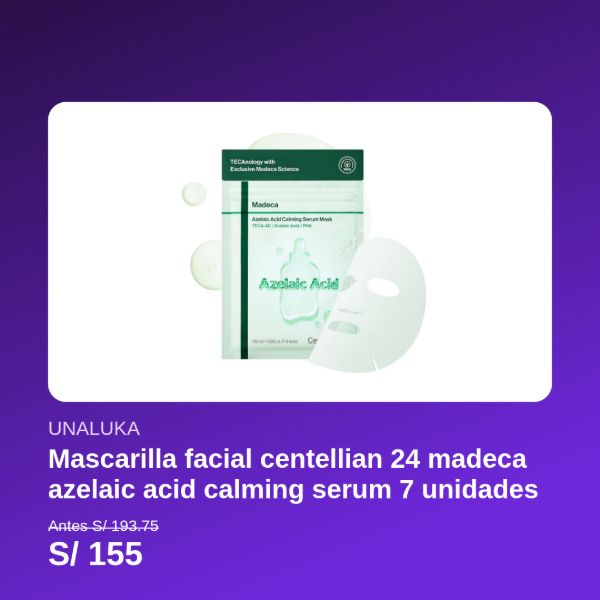 TECAnology with
Exclusive Madeca Science
Madeca
Azelaic Acid Calming Serum Mask
TECA-AC / Azelaic Acid / PHA
Azelaic Acid
UNALUKA
Mascarilla facial centellian 24 madeca
azelaic acid calming serum 7 unidades
Antes S/ 193.75
S/ 155